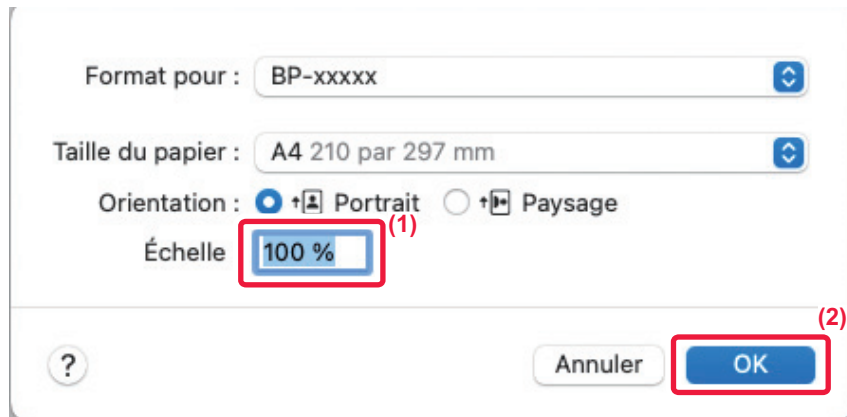 Format pour : BP-xxxxx
Taille du papier : A4 210 par 297 mm
Orientation : Portrait Paysage
(1)
Échelle 100 %
(2)
? Annuler OK